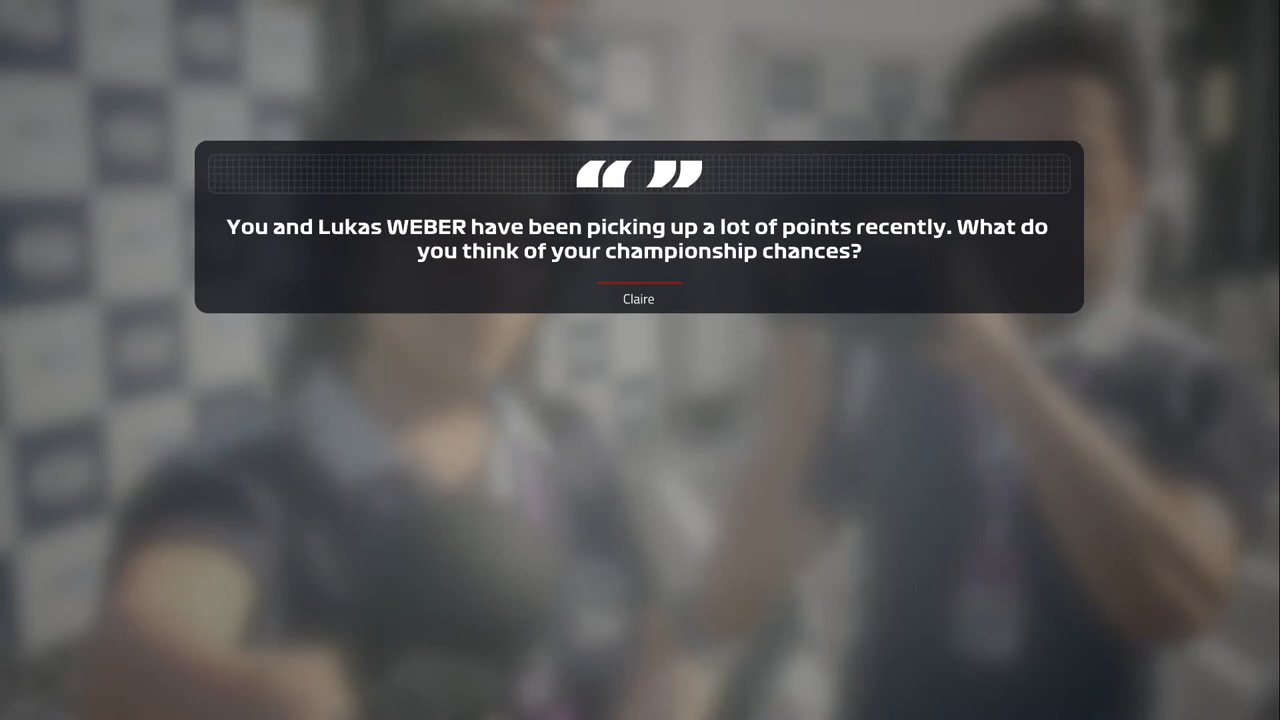 “ ”
You and Lukas WEBER have been picking up a lot of points recently. What do
you think of your championship chances?
Claire